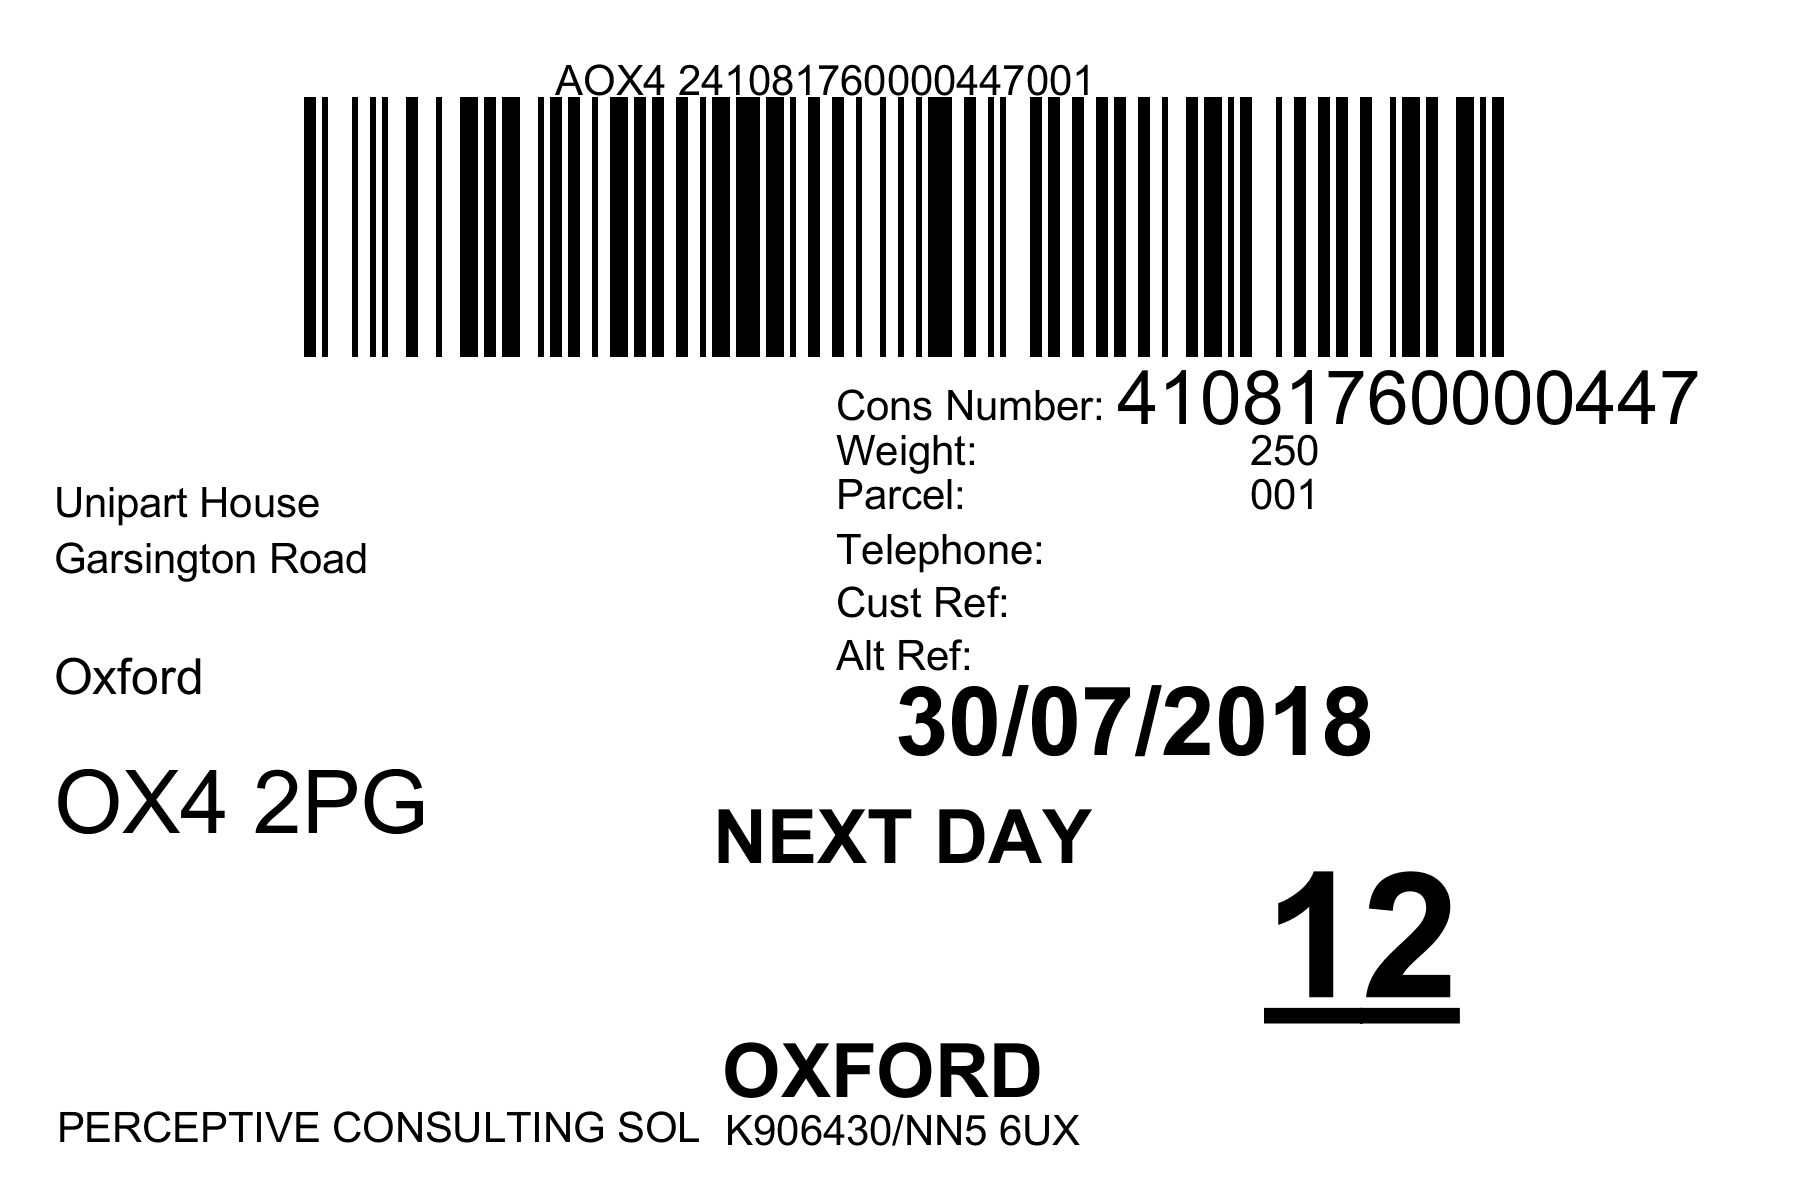 AOX4 241081760000447001
Cons Number: 41081760000447
Weight: 250
Parcel: 001
Telephone:
Cust Ref:
Alt Ref:
Unipart House
Garsington Road
Oxford
OX4 2PG
30/07/2018
NEXT DAY
12
OXFORD
PERCEPTIVE CONSULTING SOL K906430/NN5 6UX